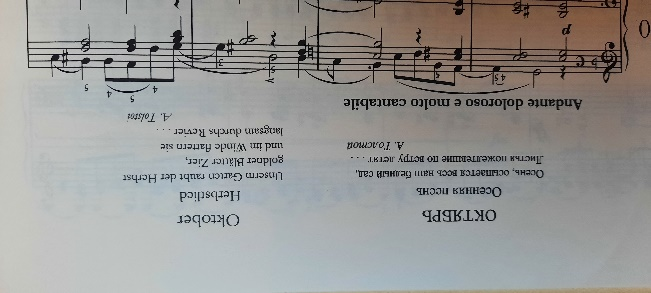 ОКТЯБРЬ
Осенняя песнь
Осень, осыпается весь наш бедный сад,
Листья пожелтевшие по ветру летят . . . .
А. Толстой
Oktober
Herbstlied
Unserm Garten raubt der Herbst
goldner Blätter Zier,
und im Winde flattern sie
langsam durchs Revier . . . .
A. Tolstoi
Andante doloroso e molto cantabile
p